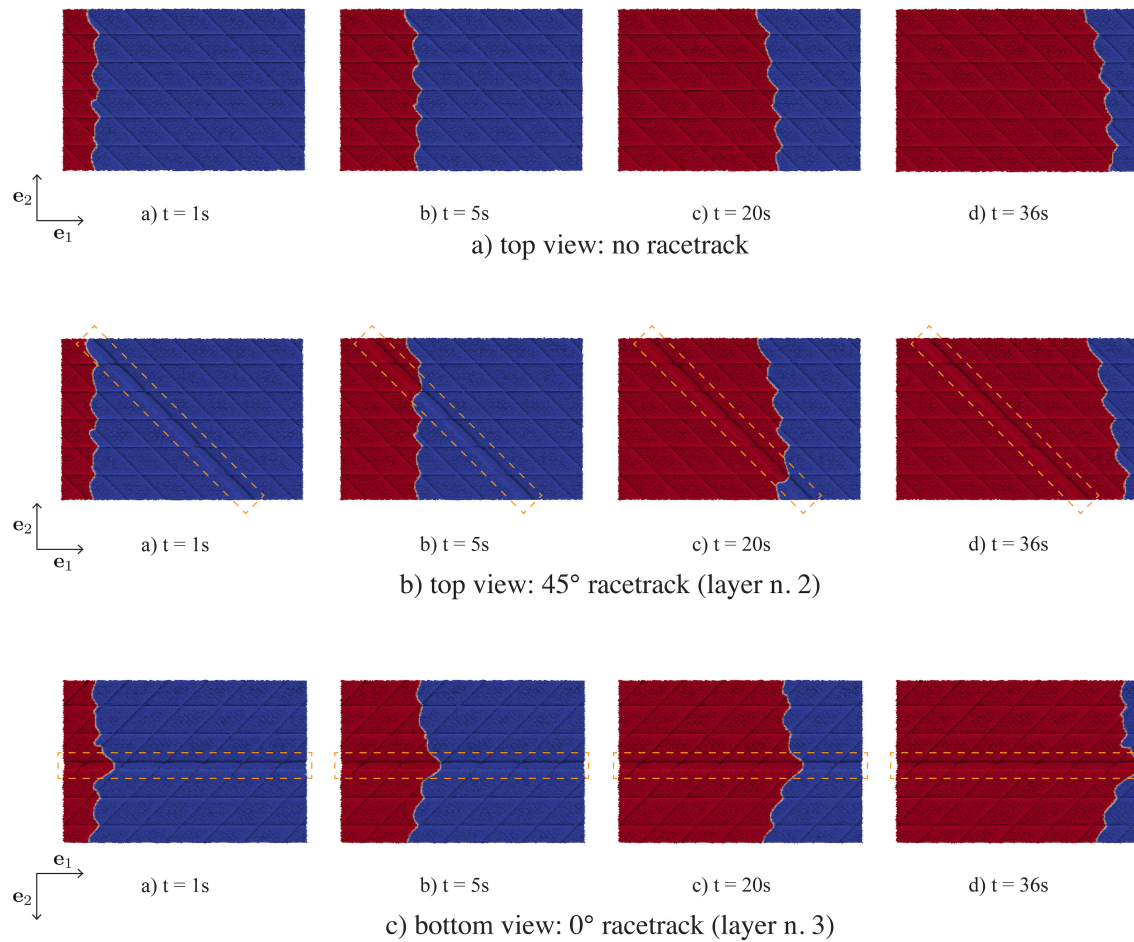 e₂
e₁
a) t = 1s b) t = 5s c) t = 20s d) t = 36s
a) top view: no racetrack
e₂
e₁
a) t = 1s b) t = 5s c) t = 20s d) t = 36s
b) top view: 45° racetrack (layer n. 2)
e₁
e₂
a) t = 1s b) t = 5s c) t = 20s d) t = 36s
c) bottom view: 0° racetrack (layer n. 3)